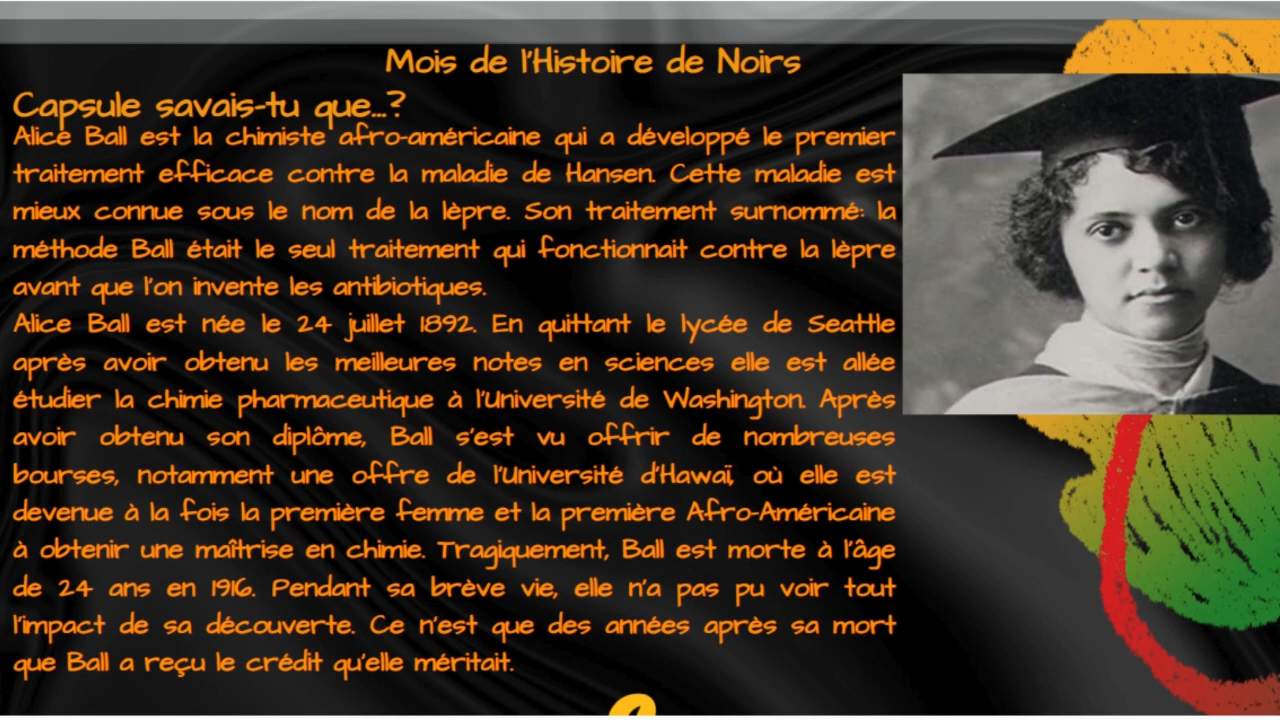 Mois de l'Histoire de Noirs
Capsule savais-tu que...?
Alice Ball est la chimiste afro-américaine qui a développé le premier
traitement efficace contre la maladie de Hansen. Cette maladie est
mieux connue sous le nom de la lèpre. Son traitement surnommé: la
méthode Ball était le seul traitement qui fonctionnait contre la lèpre
avant que l'on invente les antibiotiques.
Alice Ball est née le 24 juillet 1892. En quittant le lycée de Seattle
après avoir obtenu les meilleures notes en sciences elle est allée
étudier la chimie pharmaceutique à l'Université de Washington. Après
avoir obtenu son diplôme, Ball s'est vu offrir de nombreuses
bourses, notamment une offre de l'Université d'Hawaï, où elle est
devenue à la fois la première femme et la première Afro-Américaine
à obtenir une maîtrise en chimie. Tragiquement, Ball est morte à l'âge
de 24 ans en 1916. Pendant sa brève vie, elle n'a pas pu voir tout
l'impact de sa découverte. Ce n'est que des années après sa mort
que Ball a reçu le crédit qu'elle méritait.